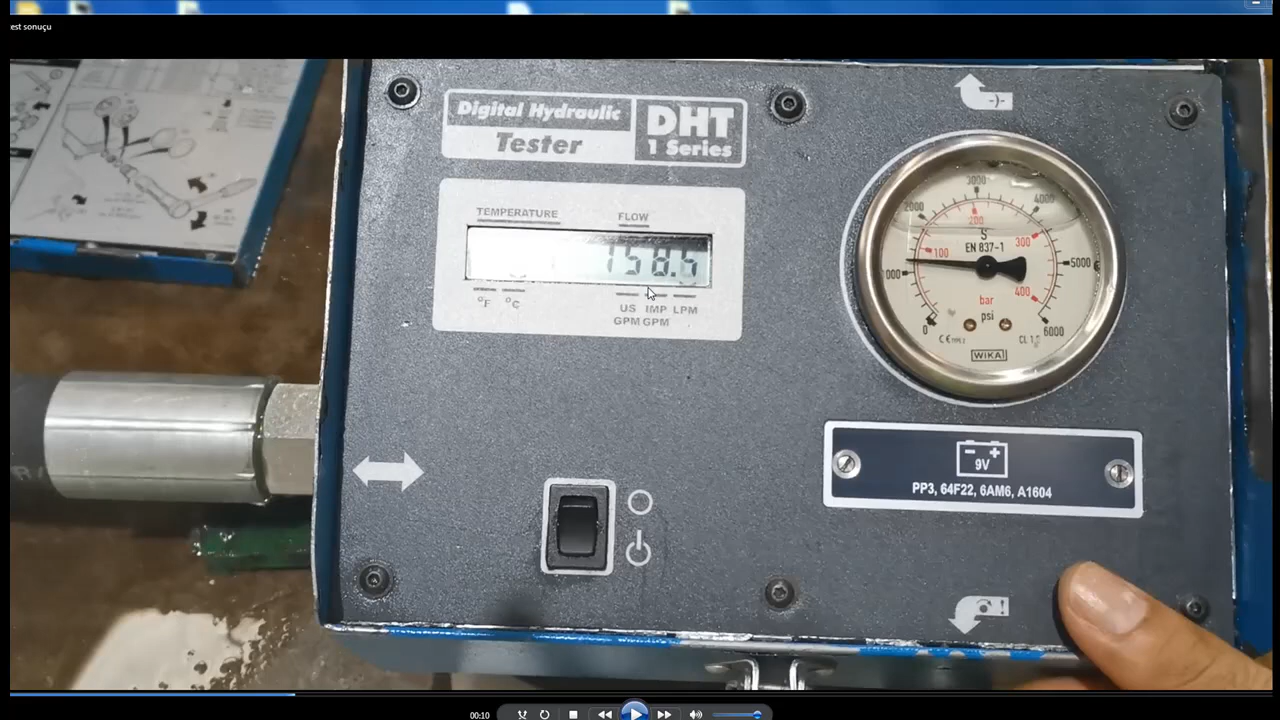 est sonuçu
Digital Hydraulic
Tester
DHT
1 Series
TEMPERATURE
FLOW
158.5
°F
°C
US
GPM
IMP
GPM
LPM
0
1000
2000
3000
4000
5000
6000
100
200
300
400
S
EN 837-1
bar
psi
WIKA
- +
9V
PP3, 64F22, 6AM6, A1604
00:10